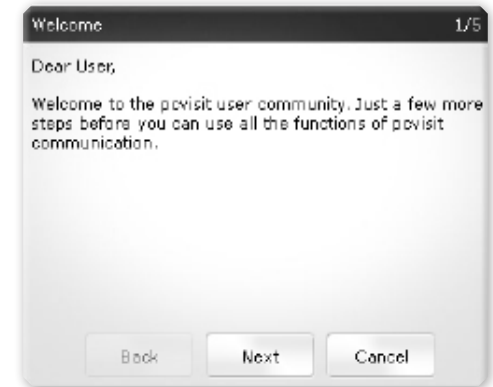 Welcome 1/5
Dear User,
Welcome to the pcvisit user community. Just a few more
steps before you can use all the functions of pcvisit
communication.
Back Next Cancel